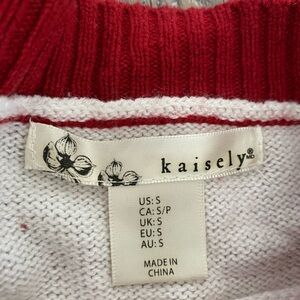 kaisely®
US: S
CA: S/P
UK: S
EU: S
AU: S
MADE IN
CHINA